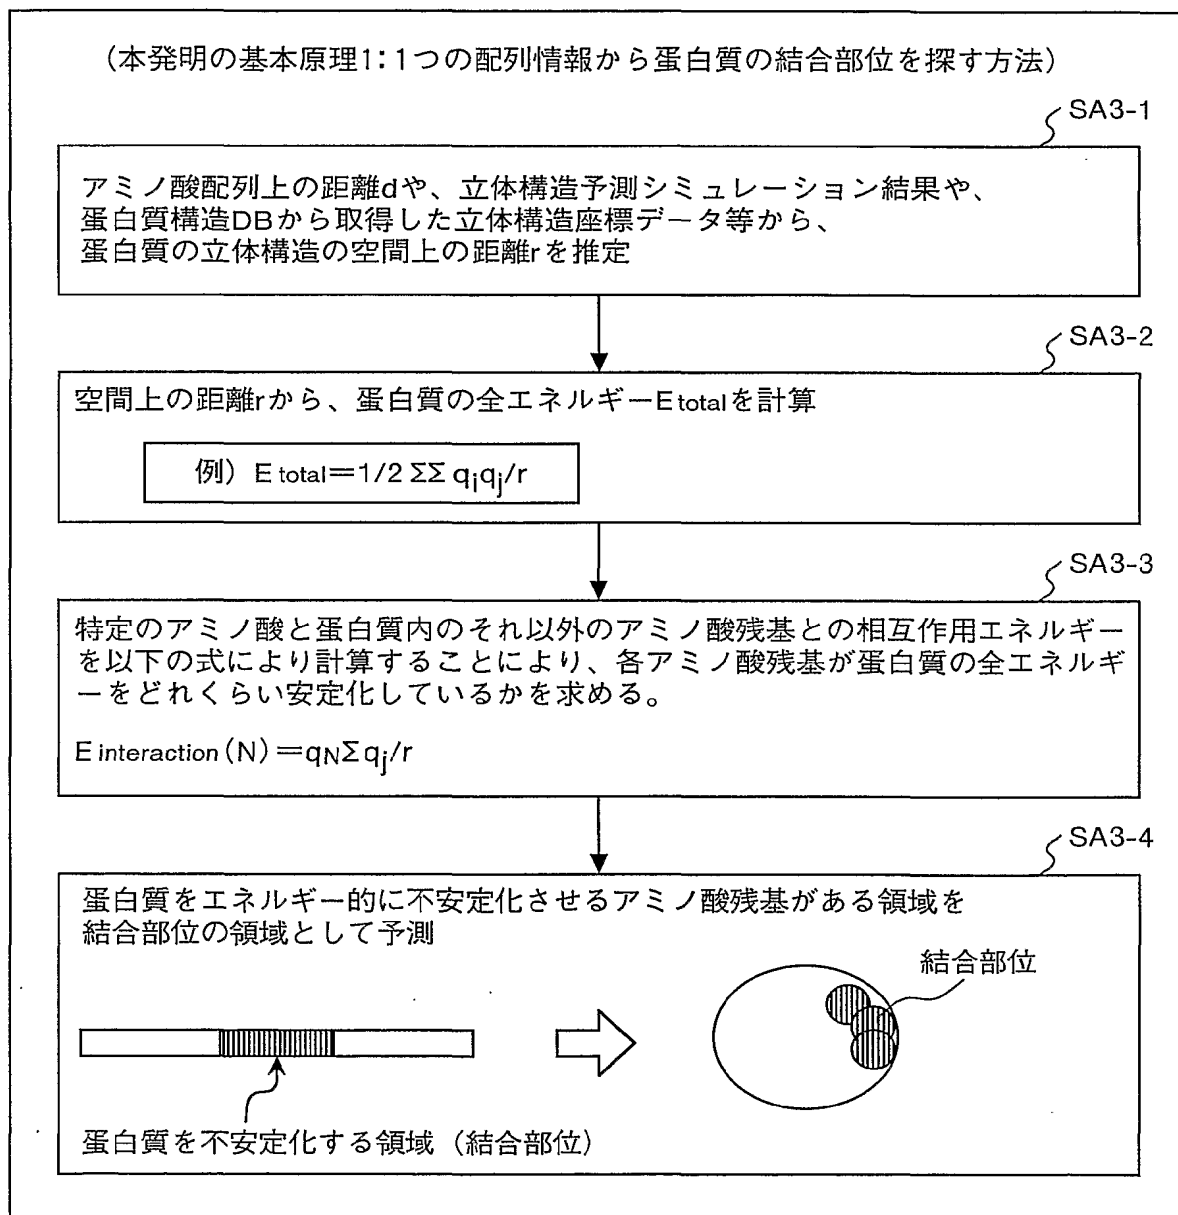 （本発明の基本原理1：1つの配列情報から蛋白質の結合部位を探す方法）
SA3-1
アミノ酸配列上の距離dや、立体構造予測シミュレーション結果や、
蛋白質構造DBから取得した立体構造座標データ等から、
蛋白質の立体構造の空間上の距離rを推定
SA3-2
空間上の距離rから、蛋白質の全エネルギーE totalを計算
例）E total＝1/2 ΣΣ qiqj/r
SA3-3
特定のアミノ酸と蛋白質内のそれ以外のアミノ酸残基との相互作用エネルギー
を以下の式により計算することにより、各アミノ酸残基が蛋白質の全エネルギ
ーをどれくらい安定化しているかを求める。
E interaction（N）＝qNΣqj/r
SA3-4
蛋白質をエネルギー的に不安定化させるアミノ酸残基がある領域を
結合部位の領域として予測
結合部位
蛋白質を不安定化する領域（結合部位）